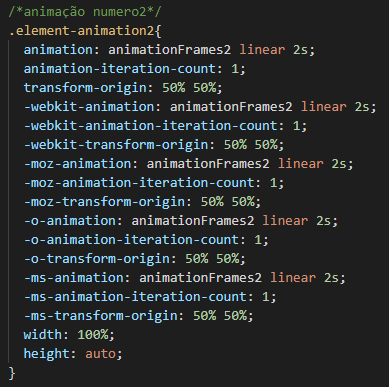 /*animação numero2*/
.element-animation2{
animation: animationFrames2 linear 2s;
animation-iteration-count: 1;
transform-origin: 50% 50%;
-webkit-animation: animationFrames2 linear 2s;
-webkit-animation-iteration-count: 1;
-webkit-transform-origin: 50% 50%;
-moz-animation: animationFrames2 linear 2s;
-moz-animation-iteration-count: 1;
-moz-transform-origin: 50% 50%;
-o-animation: animationFrames2 linear 2s;
-o-animation-iteration-count: 1;
-o-transform-origin: 50% 50%;
-ms-animation: animationFrames2 linear 2s;
-ms-animation-iteration-count: 1;
-ms-transform-origin: 50% 50%;
width: 100%;
height: auto;
}